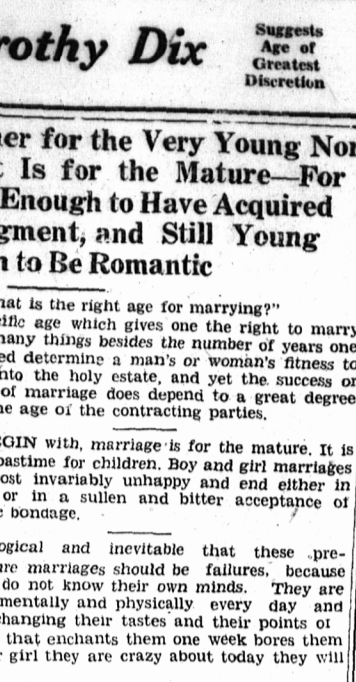 rothy Dix
Suggests
Age of
Greatest
Discretion
er for the Very Young Nor
Is for the Mature—For
Enough to Have Acquired
gment, and Still Young
to Be Romantic
hat is the right age for marrying?"
ific age which gives one the right to marry
many things besides the number of years one
ed determine a man's or woman's fitness to
nto the holy estate, and yet the success or
of marriage does depend to a great degree
he age of the contracting parties.
GIN with, marriage is for the mature. It is
pastime for children. Boy and girl marriages
ost invariably unhappy and end either in
or in a sullen and bitter acceptance of
bondage.
ogical and inevitable that these pre-
ure marriages should be failures, because
do not know their own minds. They are
mentally and physically every day and
hanging their tastes and their points of
that enchants them one week bores them
girl they are crazy about today they will